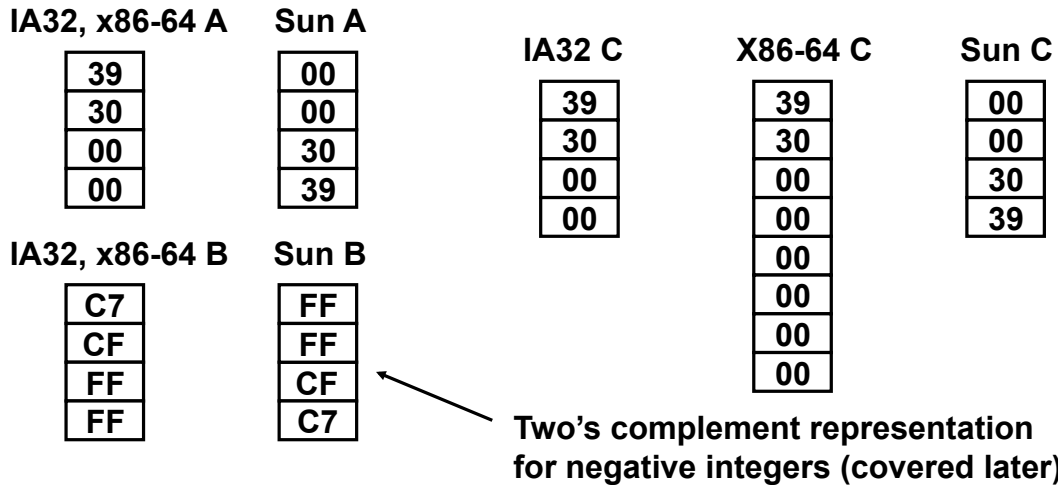 IA32, x86-64 A
Sun A
39
30
00
00
00
00
30
39
IA32, x86-64 B
Sun B
C7
CF
FF
FF
FF
FF
CF
C7
IA32 C
X86-64 C
Sun C
39
30
00
00
39
30
00
00
00
00
00
00
00
00
30
39
Two's complement representation
for negative integers (covered later)